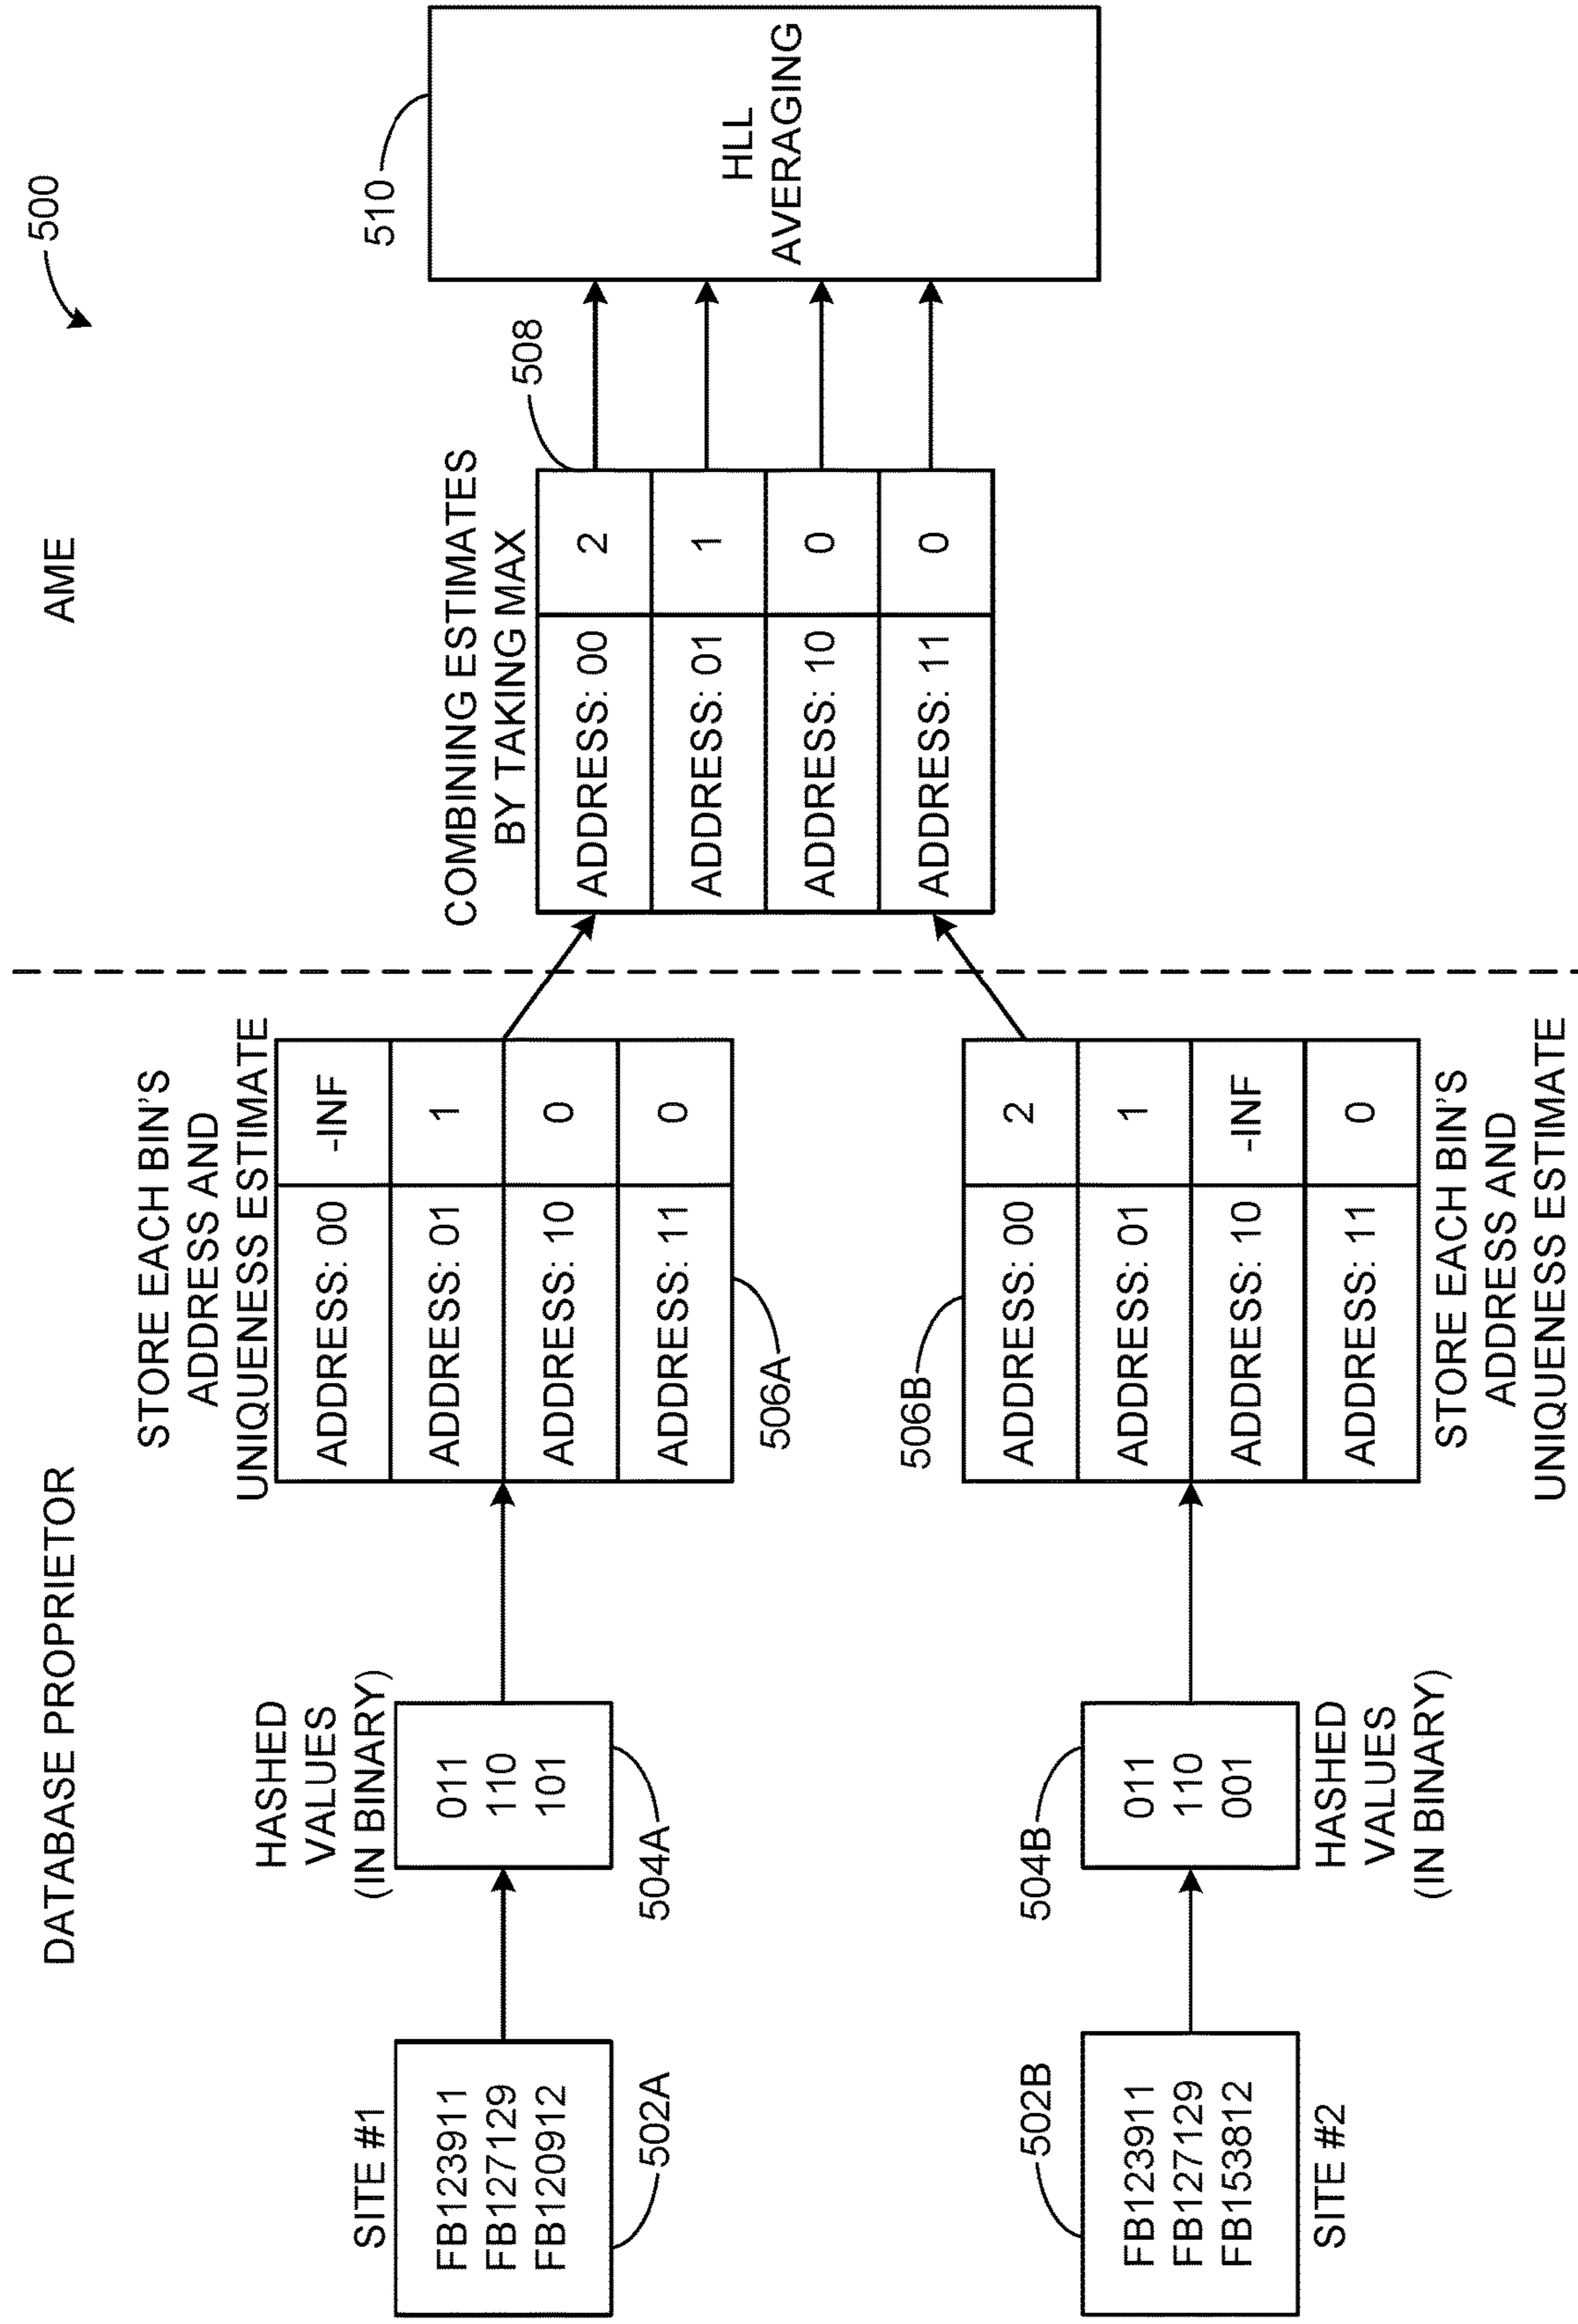 500
DATABASE PROPRIETOR
AME
SITE #1
FB123911
FB127129
FB120912
502A
HASHED
VALUES
(IN BINARY)
011
110
101
504A
STORE EACH BIN'S
ADDRESS AND
UNIQUENESS ESTIMATE
ADDRESS: 00 -INF
ADDRESS: 01 1
ADDRESS: 10 0
ADDRESS: 11 0
506A
502B
FB123911
FB127129
FB1538812
SITE #2
504B
011
110
001
HASHED
VALUES
(IN BINARY)
506B
ADDRESS: 00 2
ADDRESS: 01 1
ADDRESS: 10 -INF
ADDRESS: 11 0
STORE EACH BIN'S
ADDRESS AND
UNIQUENESS ESTIMATE
COMBINING ESTIMATES
BY TAKING MAX
508
ADDRESS: 00 2
ADDRESS: 01 1
ADDRESS: 10 0
ADDRESS: 11 0
510
HLL
AVERAGING